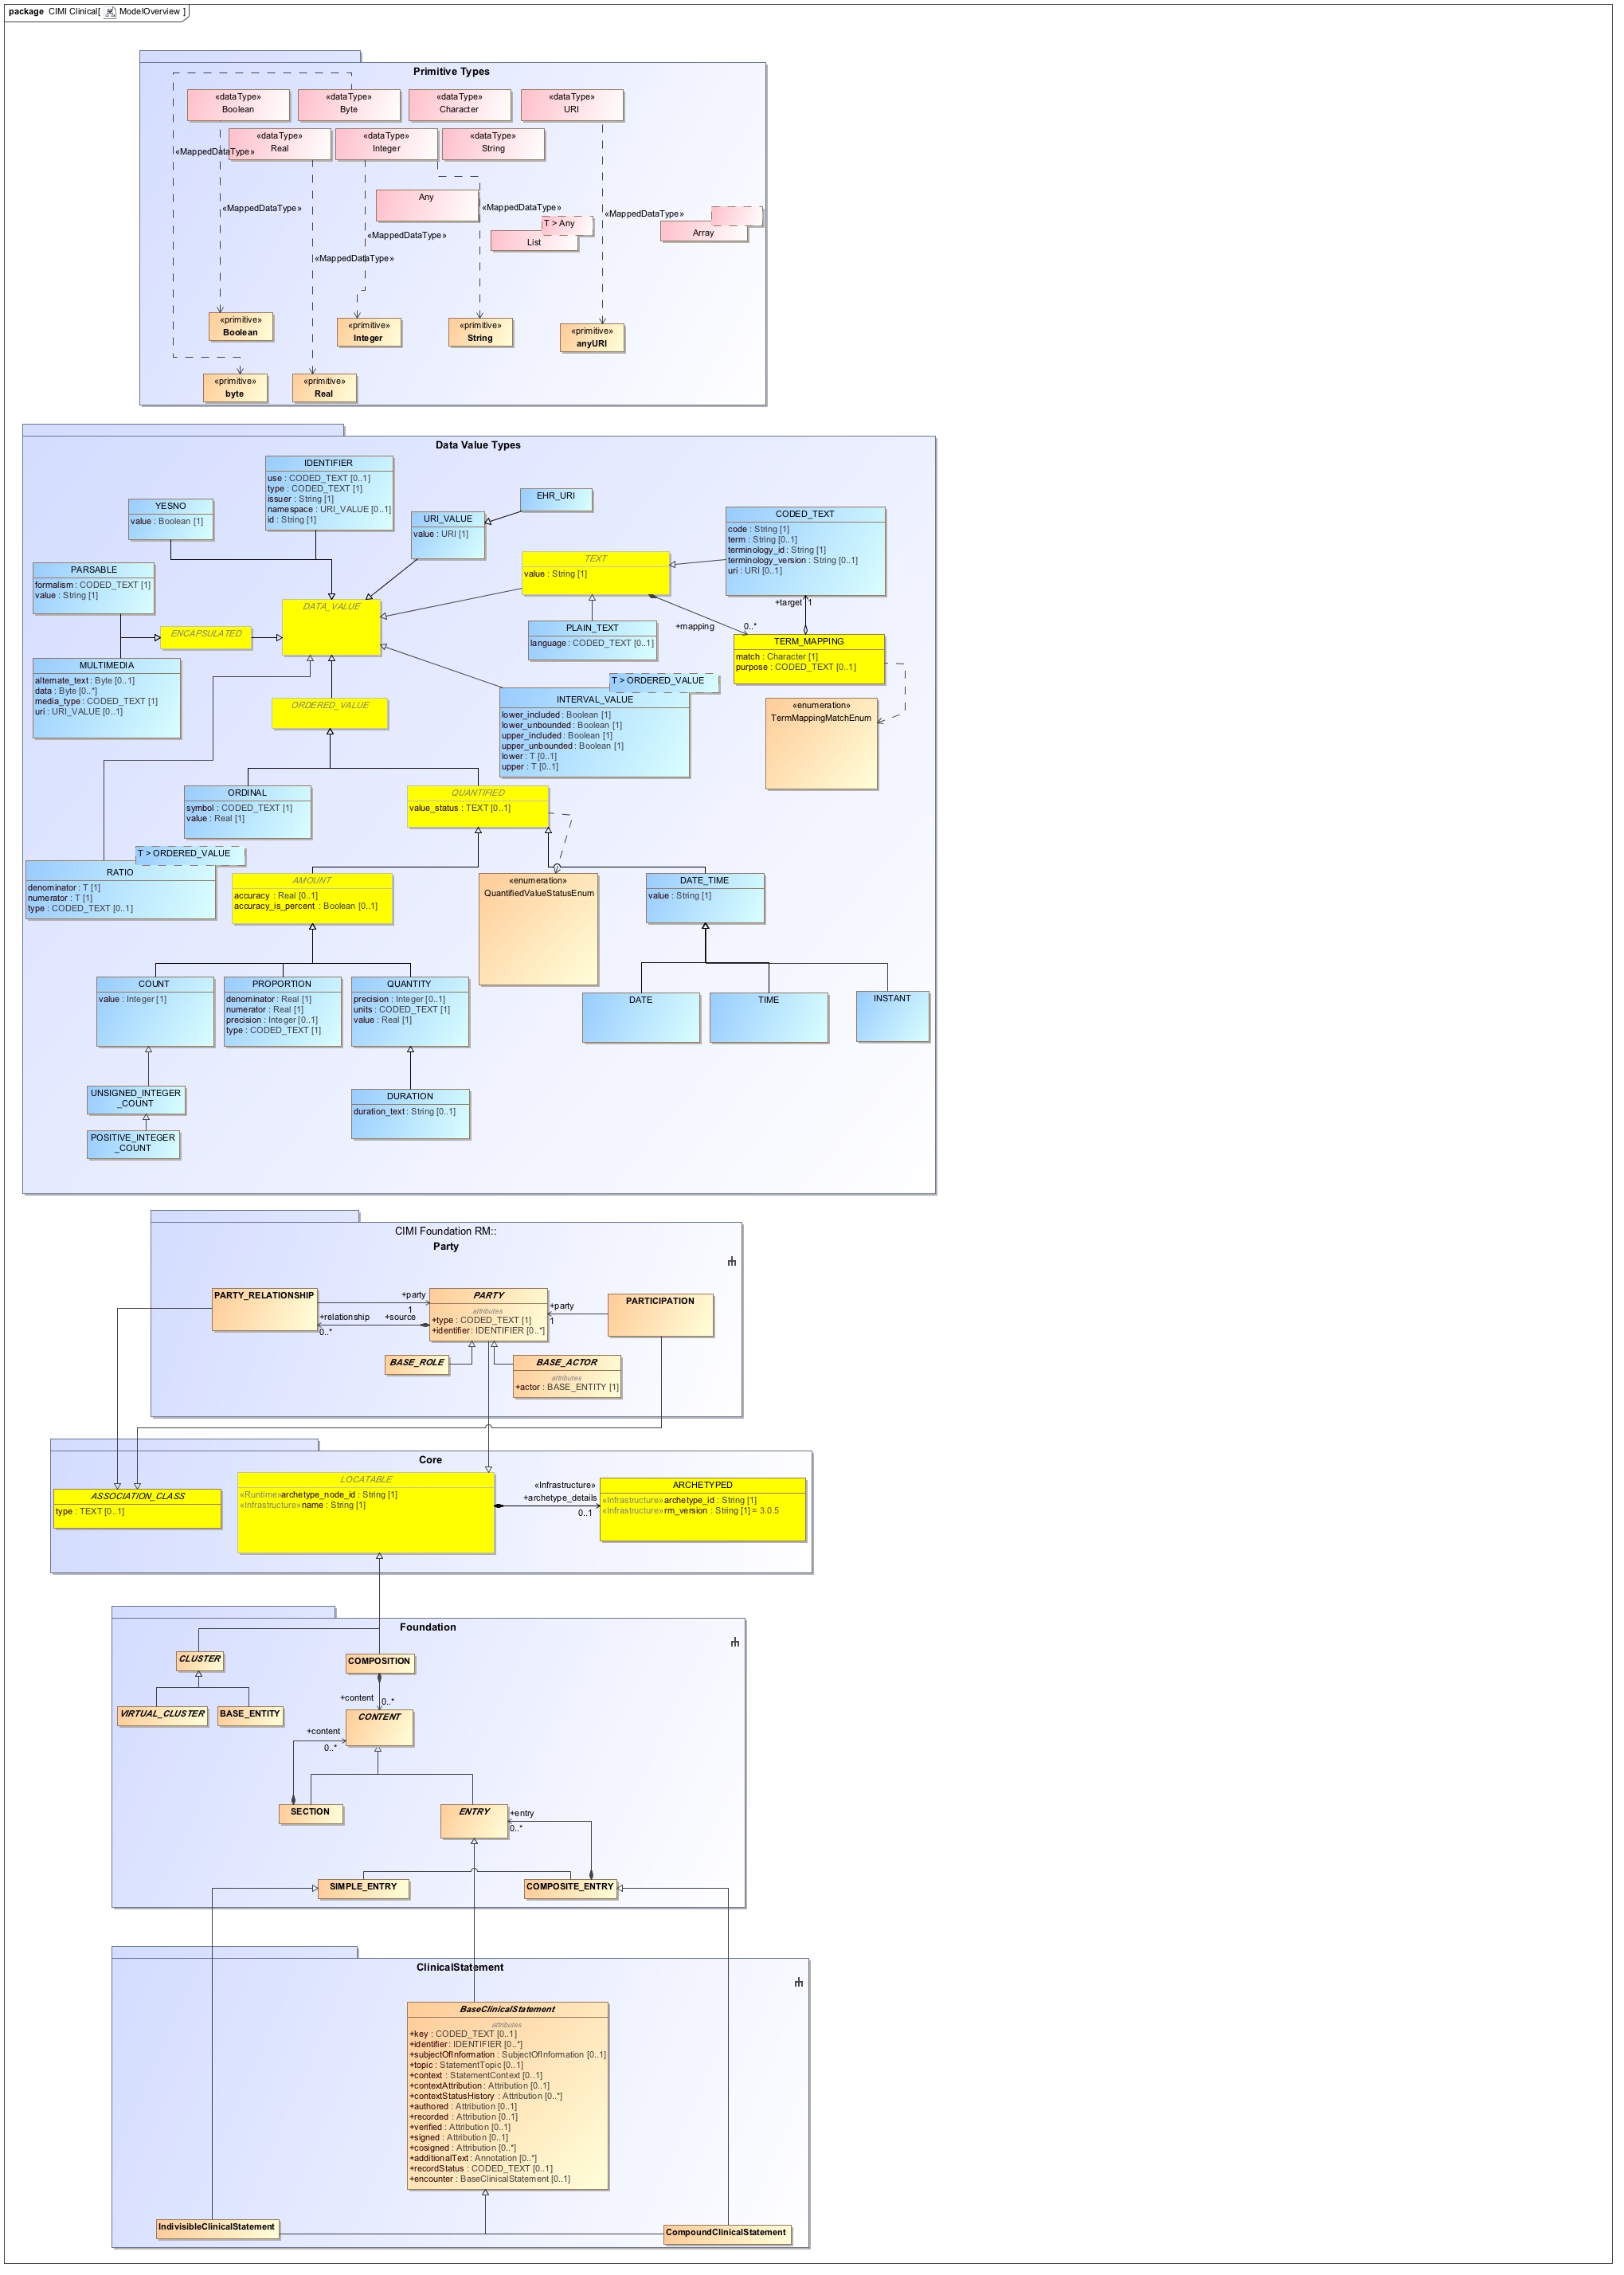 package CIMI Clinical[ ModelOverview ]
Primitive Types
«dataType»
Boolean
«dataType»
Byte
«dataType»
Character
«dataType»
URI
«dataType»
Real
«dataType»
Integer
«dataType»
String
«MappedDataType»
Any
«MappedDataType»
«MappedDataType»
«MappedDataType»
T > Any
List
Array
«MappedDataType»
«MappedDataType»
«primitive»
Boolean
«primitive»
Integer
«primitive»
String
«primitive»
anyURI
«primitive»
byte
«primitive»
Real
Data Value Types
IDENTIFIER
use : CODED_TEXT [0..1]
type : CODED_TEXT [1]
issuer : String [1]
namespace : URI_VALUE [0..1]
id : String [1]
YESNO
value : Boolean [1]
EHR_URI
URI_VALUE
value : URI [1]
CODED_TEXT
code : String [1]
term : String [0..1]
terminology_id : String [1]
terminology_version : String [0..1]
uri : URI [0..1]
TEXT
value : String [1]
PARSABLE
formalism : CODED_TEXT [1]
value : String [1]
DATA_VALUE
ENCAPSULATED
PLAIN_TEXT
language : CODED_TEXT [0..1]
+mapping
0..*
+target
1
TERM_MAPPING
match : Character [1]
purpose : CODED_TEXT [0..1]
MULTIMEDIA
alternate_text : Byte [0..1]
data : Byte [0..*]
media_type : CODED_TEXT [1]
uri : URI_VALUE [0..1]
ORDERED_VALUE
T > ORDERED_VALUE
INTERVAL_VALUE
lower_included : Boolean [1]
lower_unbounded : Boolean [1]
upper_included : Boolean [1]
upper_unbounded : Boolean [1]
lower : T [0..1]
upper : T [0..1]
«enumeration»
TermMappingMatchEnum
ORDINAL
symbol : CODED_TEXT [1]
value : Real [1]
QUANTIFIED
value_status : TEXT [0..1]
T > ORDERED_VALUE
RATIO
denominator : T [1]
numerator : T [1]
type : CODED_TEXT [0..1]
AMOUNT
accuracy : Real [0..1]
accuracy_is_percent : Boolean [0..1]
«enumeration»
QuantifiedValueStatusEnum
DATE_TIME
value : String [1]
COUNT
value : Integer [1]
PROPORTION
denominator : Real [1]
numerator : Real [1]
precision : Integer [0..1]
type : CODED_TEXT [1]
QUANTITY
precision : Integer [0..1]
units : CODED_TEXT [1]
value : Real [1]
DATE
TIME
INSTANT
UNSIGNED_INTEGER
_COUNT
DURATION
duration_text : String [0..1]
POSITIVE_INTEGER
_COUNT
CIMI Foundation RM::
Party
PARTY_RELATIONSHIP
+party
1
+relationship
0..*
+source
PARTY
attributes
+type : CODED_TEXT [1]
+identifier : IDENTIFIER [0..*]
+party
1
PARTICIPATION
BASE_ROLE
BASE_ACTOR
attributes
+actor : BASE_ENTITY [1]
Core
ASSOCIATION_CLASS
type : TEXT [0..1]
LOCATABLE
«Runtime»archetype_node_id : String [1]
«Infrastructure»name : String [1]
«Infrastructure»
+archetype_details
0..1
ARCHETYPED
«Infrastructure»archetype_id : String [1]
«Infrastructure»rm_version : String [1] = 3.0.5
Foundation
CLUSTER
COMPOSITION
VIRTUAL_CLUSTER
BASE_ENTITY
+content
0..*
CONTENT
+content
0..*
SECTION
ENTRY
+entry
0..*
SIMPLE_ENTRY
COMPOSITE_ENTRY
ClinicalStatement
BaseClinicalStatement
attributes
+key : CODED_TEXT [0..1]
+identifier : IDENTIFIER [0..*]
+subjectOfInformation : SubjectOfInformation [0..1]
+topic : StatementTopic [0..1]
+context : StatementContext [0..1]
+contextAttribution : Attribution [0..1]
+contextStatusHistory : Attribution [0..*]
+authored : Attribution [0..1]
+recorded : Attribution [0..1]
+verified : Attribution [0..1]
+signed : Attribution [0..1]
+cosigned : Attribution [0..*]
+additionalText : Annotation [0..*]
+recordStatus : CODED_TEXT [0..1]
+encounter : BaseClinicalStatement [0..1]
IndivisibleClinicalStatement
CompoundClinicalStatement